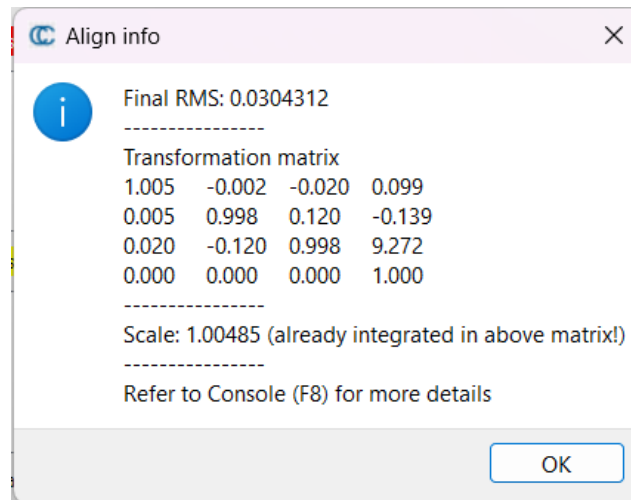 Align info
Final RMS: 0.0304312
----------------
Transformation matrix
1.005 -0.002 -0.020 0.099
0.005 0.998 0.120 -0.139
0.020 -0.120 0.998 9.272
0.000 0.000 0.000 1.000
----------------
Scale: 1.00485 (already integrated in above matrix!)
----------------
Refer to Console (F8) for more details
OK